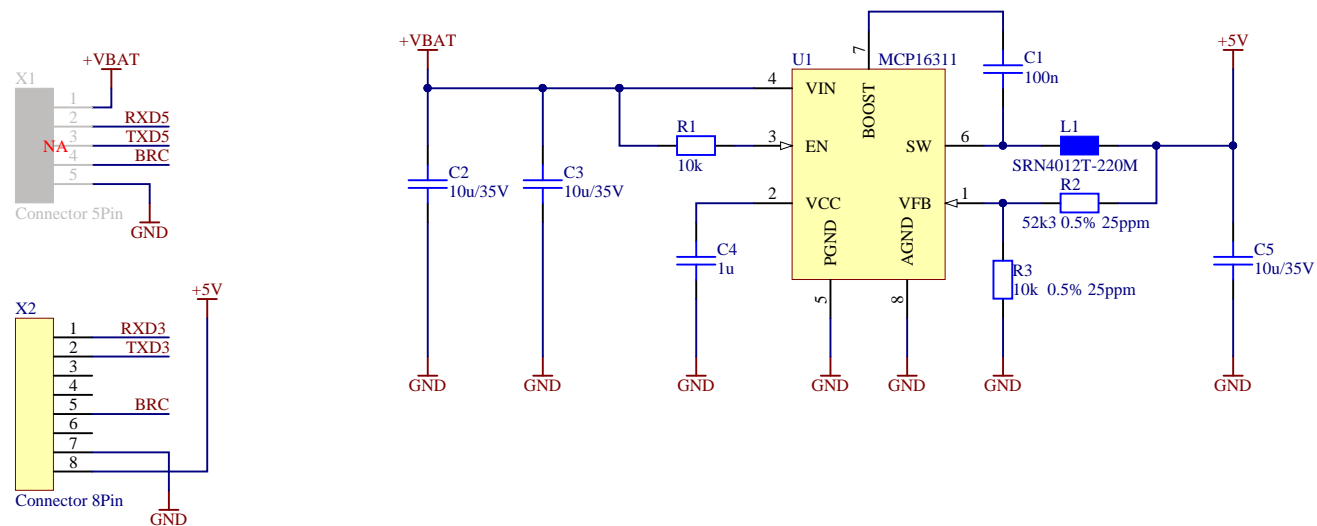 +VBAT
X1
1
2
RXD5
3
TXD5
NA
4
BRC
5
Connector 5Pin
GND
+5V
X2
1
RXD3
2
TXD3
3
4
5
BRC
6
7
8
Connector 8Pin
GND
+VBAT
U1
MCP16311
7
BOOST
4
VIN
R1
10k
3
EN
2
VCC
C2
10u/35V
C3
10u/35V
C4
1u
PGND
5
AGND
8
SW
6
VFB
1
C1
100n
L1
SRN4012T-220M
R2
52k3 0.5% 25ppm
R3
10k 0.5% 25ppm
+5V
C5
10u/35V
GND
GND
GND
GND
GND
GND
GND